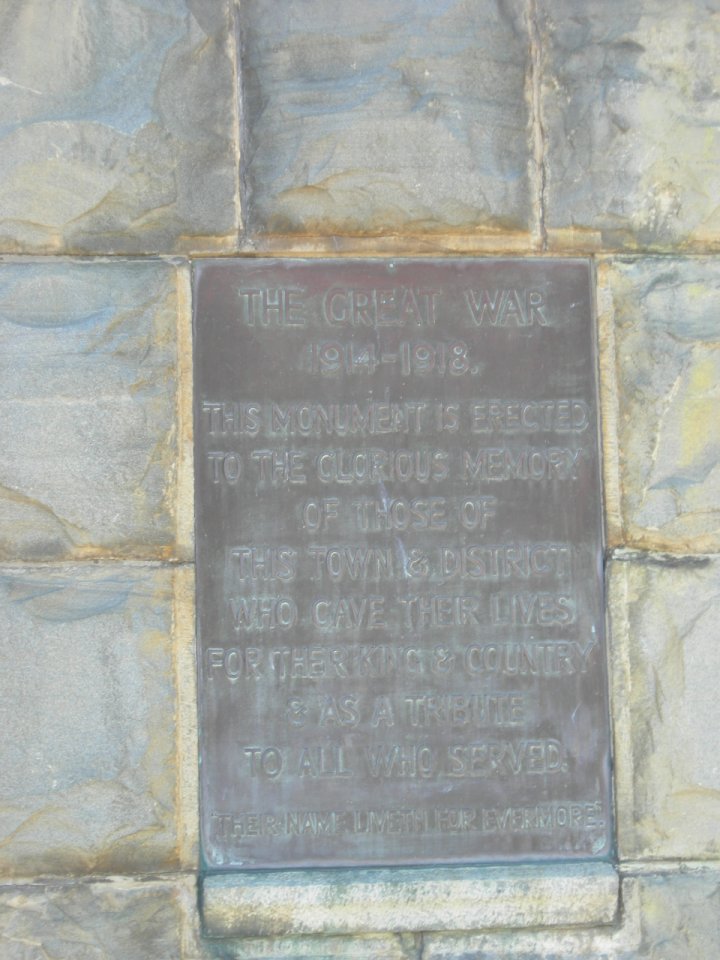 THE GREAT WAR
1914-1918.
THIS MONUMENT IS ERECTED
TO THE GLORIOUS MEMORY
OF THOSE OF
THIS TOWN & DISTRICT
WHO GAVE THEIR LIVES
FOR THEIR KING & COUNTRY
& AS A TRIBUTE
TO ALL WHO SERVED.
"THEIR NAME LIVETH FOR EVERMORE."